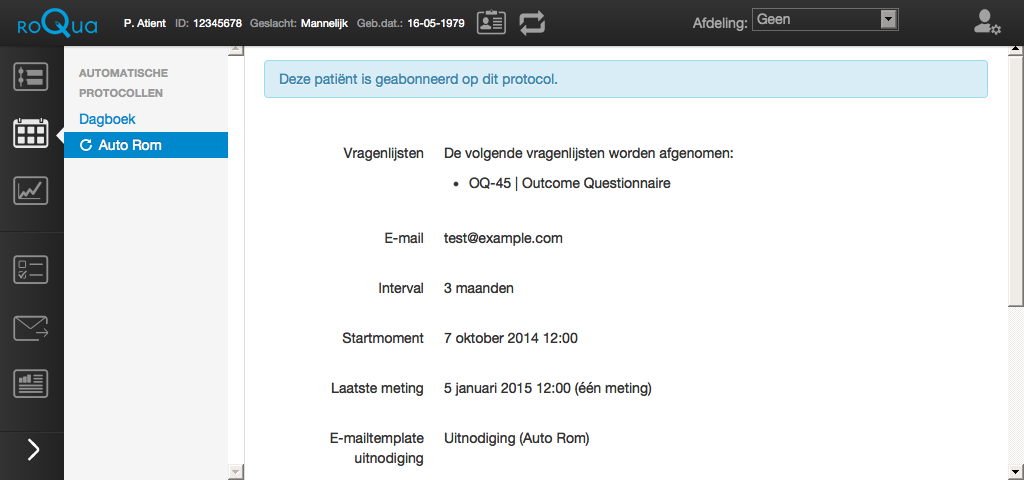 roQua
P. Atient ID: 12345678 Geslacht: Mannelijk Geb.dat.: 16-05-1979
Afdeling: Geen
AUTOMATISCHE
PROTOCOLLEN
Dagboek
Auto Rom
Deze patiënt is geabonneerd op dit protocol.
Vragenlijsten De volgende vragenlijsten worden afgenomen:
• OQ-45 | Outcome Questionnaire
E-mail test@example.com
Interval 3 maanden
Startmoment 7 oktober 2014 12:00
Laatste meting 5 januari 2015 12:00 (één meting)
E-mailtemplate Uitnodiging (Auto Rom)
uitnodiging